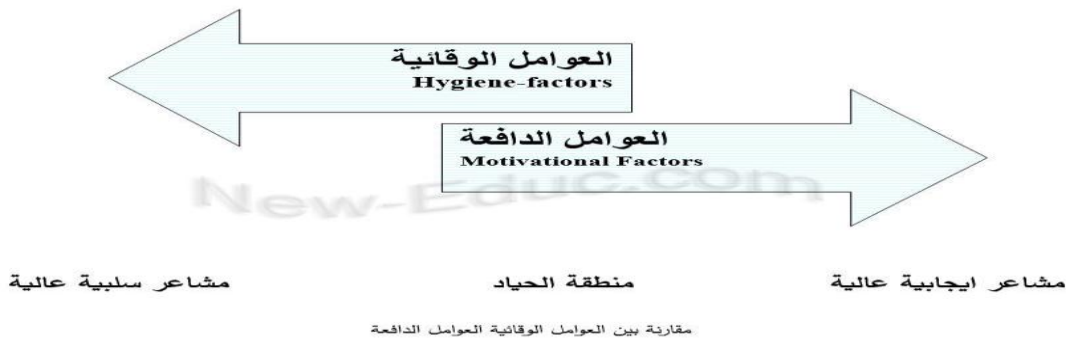 العوامل الوقائية
Hygiene-factors
العوامل الدافعة
Motivational Factors
New-Educ.com
مشاعر ايجابية عالية
منطقة الحياد
مشاعر سلبية عالية
مقارنة بين العوامل الوقائية العوامل الدافعة